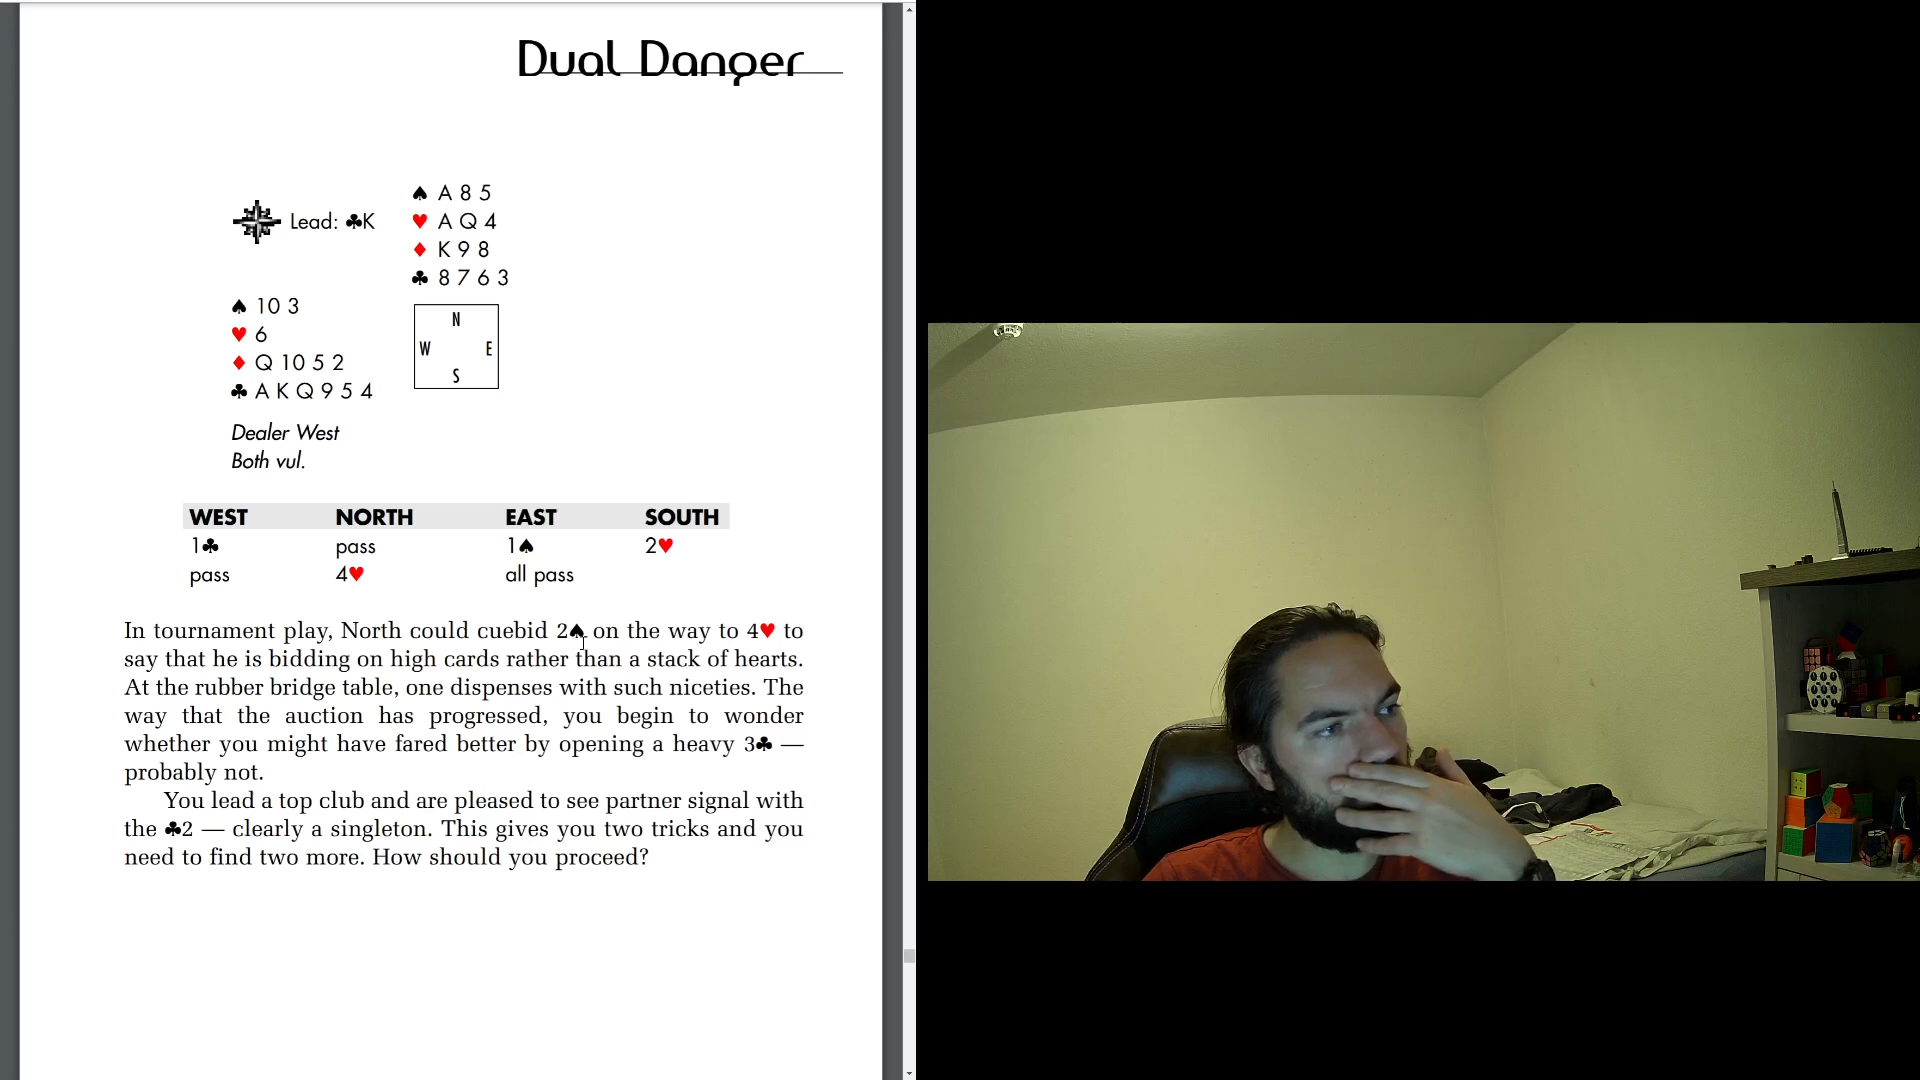 Dual Danger
♠ A 8 5
Lead: ♣K ♥ A Q 4
♦ K 9 8
♣ 8 7 6 3
♠ 10 3
♥ 6
♦ Q 10 5 2
♣ A K Q 9 5 4
N
W E
S
Dealer West
Both vul.
WEST NORTH EAST SOUTH
1♣ pass 1♠ 2♥
pass 4♥ all pass
In tournament play, North could cuebid 2♠ on the way to 4♥ to
say that he is bidding on high cards rather than a stack of hearts.
At the rubber bridge table, one dispenses with such niceties. The
way that the auction has progressed, you begin to wonder
whether you might have fared better by opening a heavy 3♣ —
probably not.
You lead a top club and are pleased to see partner signal with
the ♣2 — clearly a singleton. This gives you two tricks and you
need to find two more. How should you proceed?